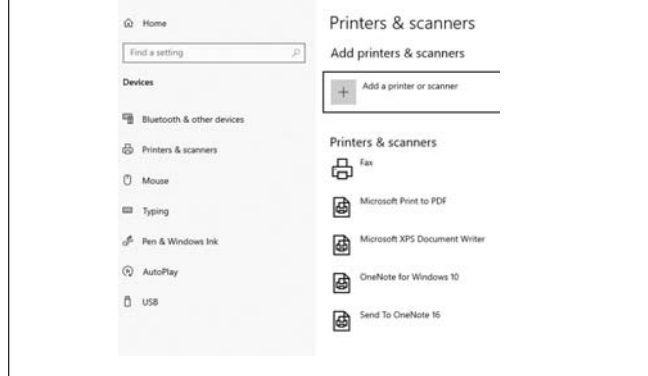 Home
Find a setting
Devices
Bluetooth & other devices
Printers & scanners
Mouse
Typing
Pen & Windows Ink
AutoPlay
USB
Printers & scanners
Add printers & scanners
Add a printer or scanner
Printers & scanners
Fax
Microsoft Print to PDF
Microsoft XPS Document Writer
OneNote for Windows 10
Send To OneNote 16